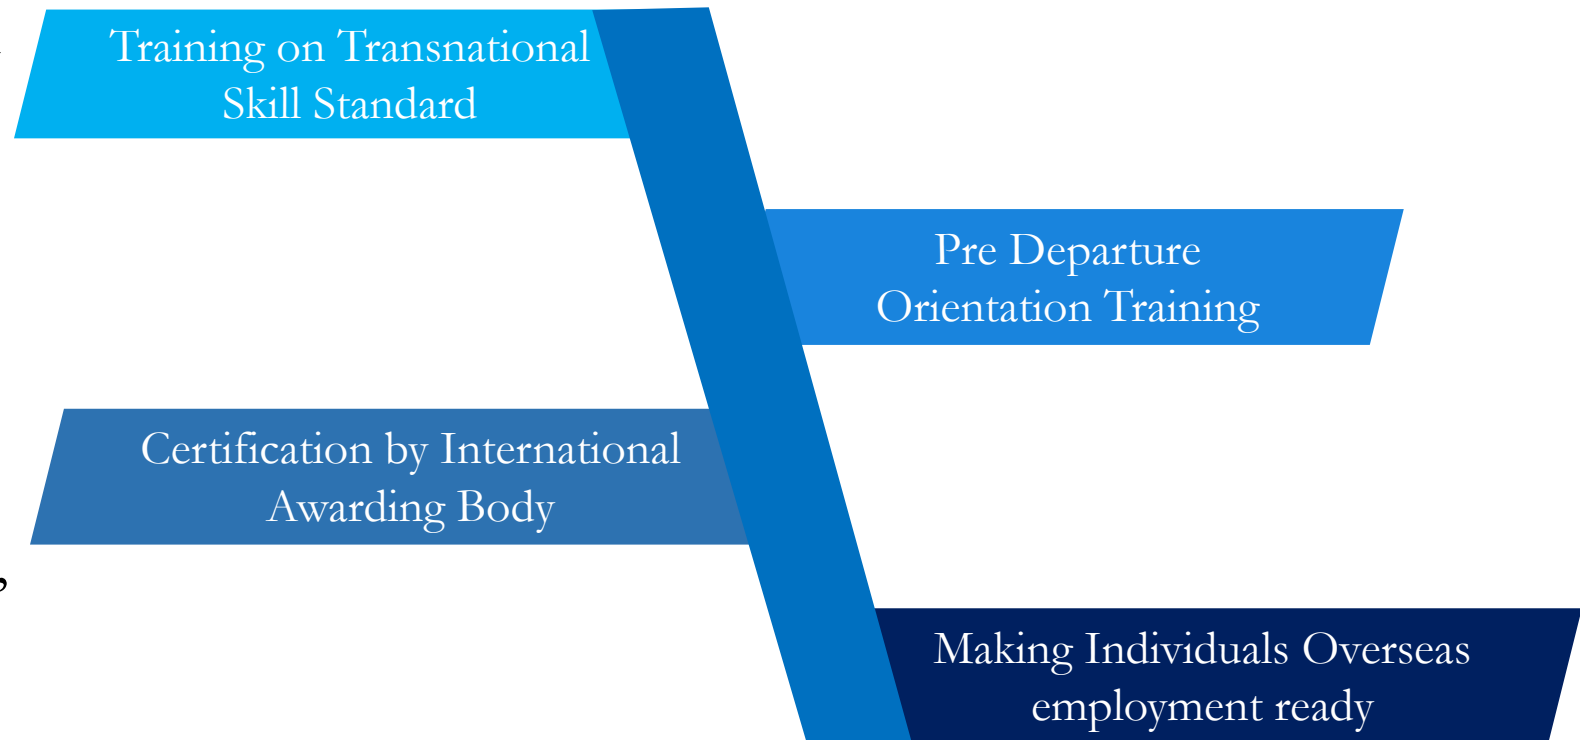 Training on Transnational
Skill Standard
Pre Departure
Orientation Training
Certification by International
Awarding Body
,
Making Individuals Overseas
employment ready